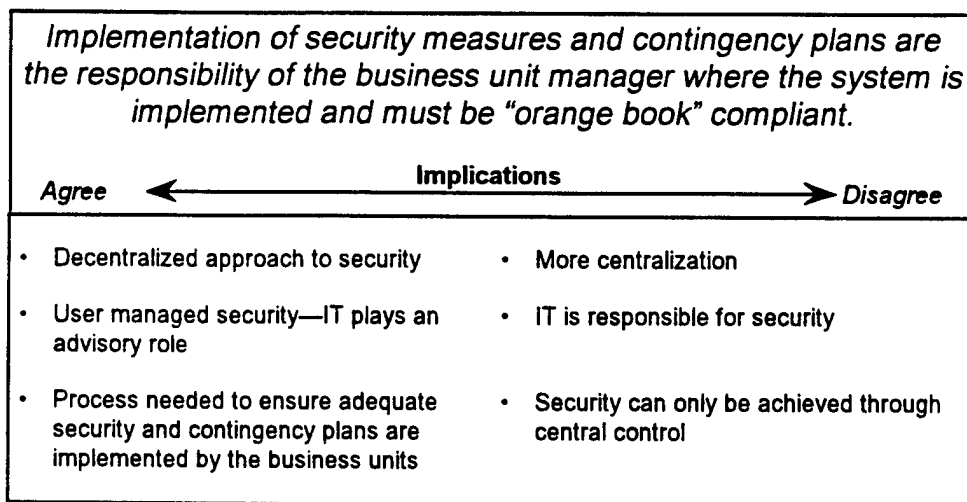 Implementation of security measures and contingency plans are
the responsibility of the business unit manager where the system is
implemented and must be “orange book” compliant.
Implications
Agree
Disagree
• Decentralized approach to security
• User managed security—IT plays an
advisory role
• Process needed to ensure adequate
security and contingency plans are
implemented by the business units
• More centralization
• IT is responsible for security
• Security can only be achieved through
central control